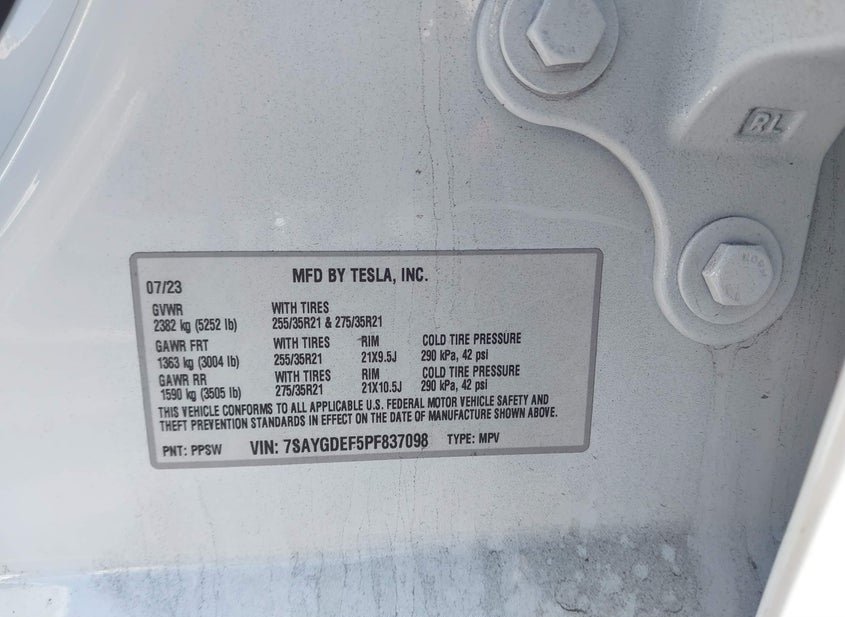 RL
07/23 MFD BY TESLA, INC.
GVWR WITH TIRES
2382 kg (5252 lb) 255/35R21 & 275/35R21
GAWR FRT WITH TIRES RIM COLD TIRE PRESSURE
1363 kg (3004 lb) 255/35R21 21X9.5J 290 kPa, 42 psi
GAWR RR WITH TIRES RIM COLD TIRE PRESSURE
1590 kg (3505 lb) 275/35R21 21X10.5J 290 kPa, 42 psi
THIS VEHICLE CONFORMS TO ALL APPLICABLE U.S. FEDERAL MOTOR VEHICLE SAFETY AND
THEFT PREVENTION STANDARDS IN EFFECT ON THE DATE OF MANUFACTURE SHOWN ABOVE.
PNT: PPSW VIN: 7SAYGDEF5PF837098 TYPE: MPV